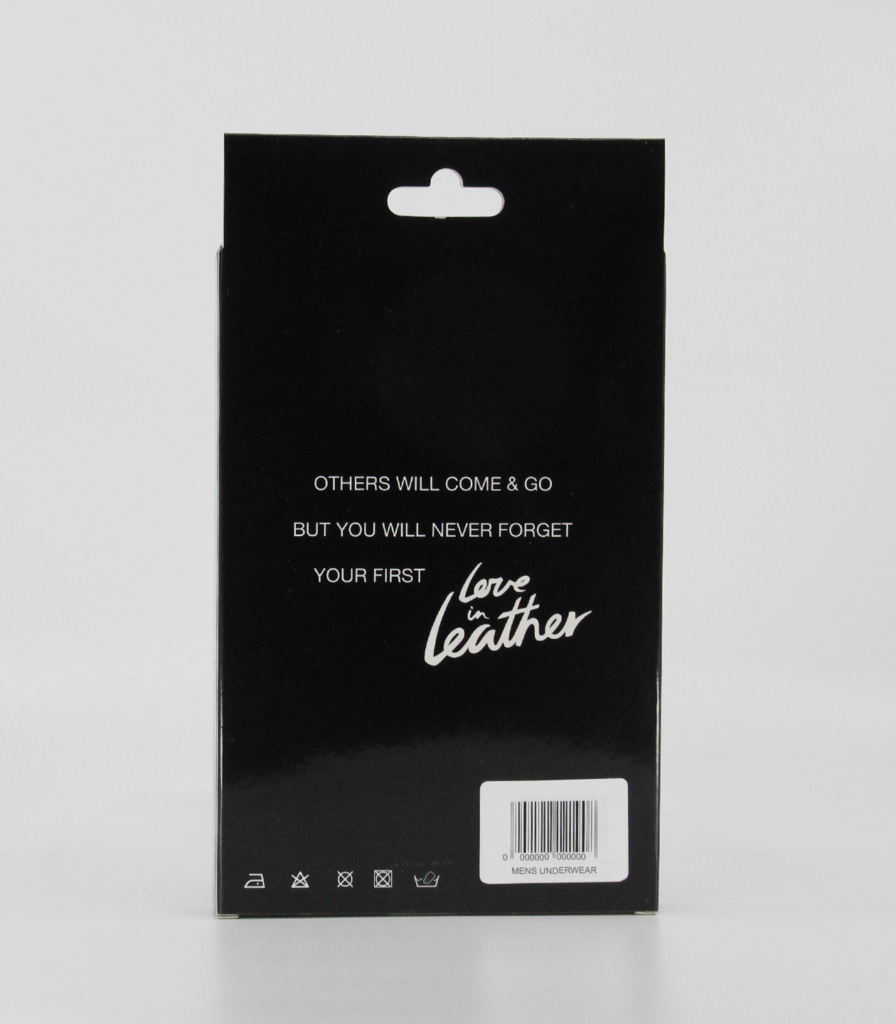 OTHERS WILL COME & GO
BUT YOU WILL NEVER FORGET
YOUR FIRST
Love
in
Leather
0 000000 000000
MENS UNDERWEAR